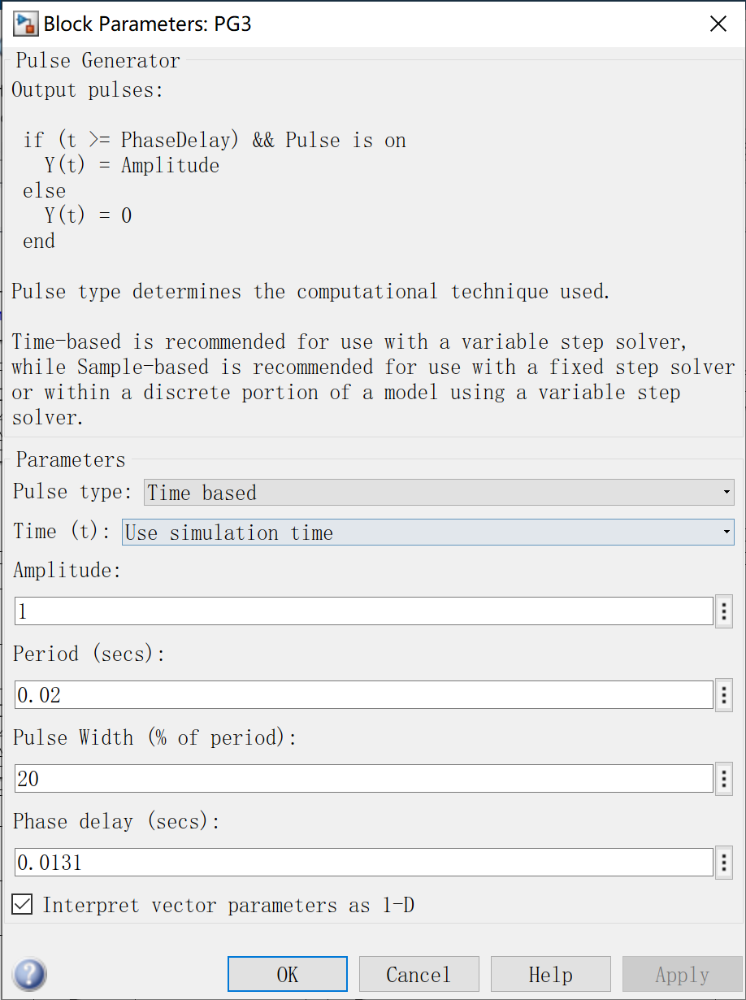 Block Parameters: PG3
Pulse Generator
Output pulses:
if (t >= PhaseDelay) && Pulse is on
Y(t) = Amplitude
else
Y(t) = 0
end
Pulse type determines the computational technique used.
Time-based is recommended for use with a variable step solver,
while Sample-based is recommended for use with a fixed step solver
or within a discrete portion of a model using a variable step
solver.
Parameters
Pulse type: Time based
Time (t): Use simulation time
Amplitude:
1
Period (secs):
0.02
Pulse Width (% of period):
20
Phase delay (secs):
0.0131
Interpret vector parameters as 1-D
? OK Cancel Help Apply